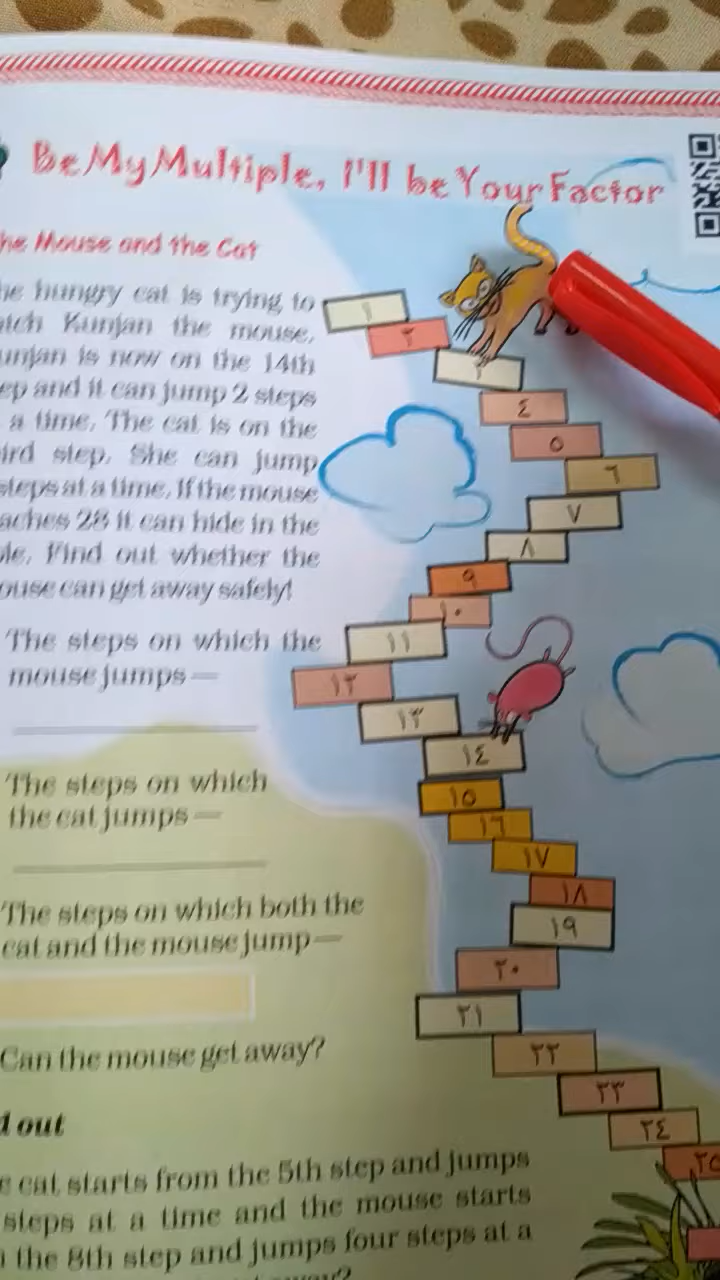 Be My Multiple, I'll be Your Factor
he Mouse and the Cat
he hungry cat is trying to
atch Kunjan the mouse.
unjan is now on the 14th
ep and it can jump 2 steps
a time. The cat is on the
ird step. She can jump
steps at a time. If the mouse
aches 28 it can hide in the
ole. Find out whether the
ouse can get away safely!
The steps on which the
mouse jumps —
The steps on which
the cat jumps —
The steps on which both the
cat and the mouse jump —
Can the mouse get away?
d out
e cat starts from the 5th step and jumps
steps at a time and the mouse starts
the 8th step and jumps four steps at a
١
٢
٤
٥
٦
٧
٨
٩
١٠
١١
١٢
١٣
١٤
١٥
١٦
١٧
١٨
١٩
٢٠
٢١
٢٢
٢٣
٢٤
٢٥